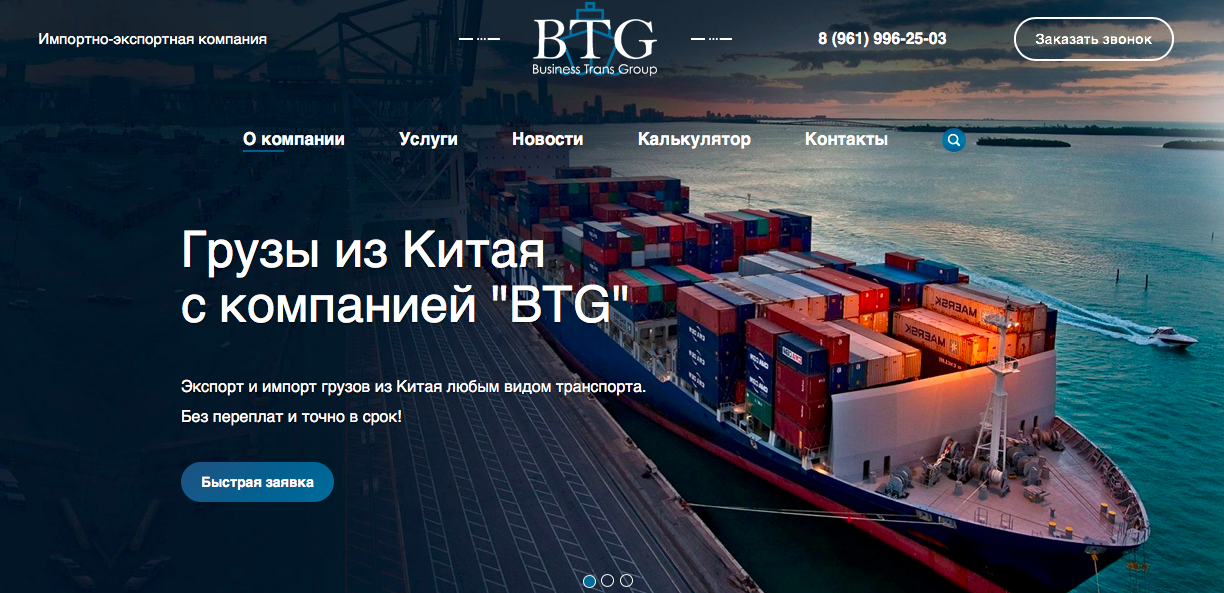 Импортно-экспортная компания
BTG
Business Trans Group
8 (961) 996-25-03
Заказать звонок
О компании
Услуги
Новости
Калькулятор
Контакты
Грузы из Китая
с компанией "BTG"
MAERSK
MAERSK
Экспорт и импорт грузов из Китая любым видом транспорта.
Без переплат и точно в срок!
Быстрая заявка